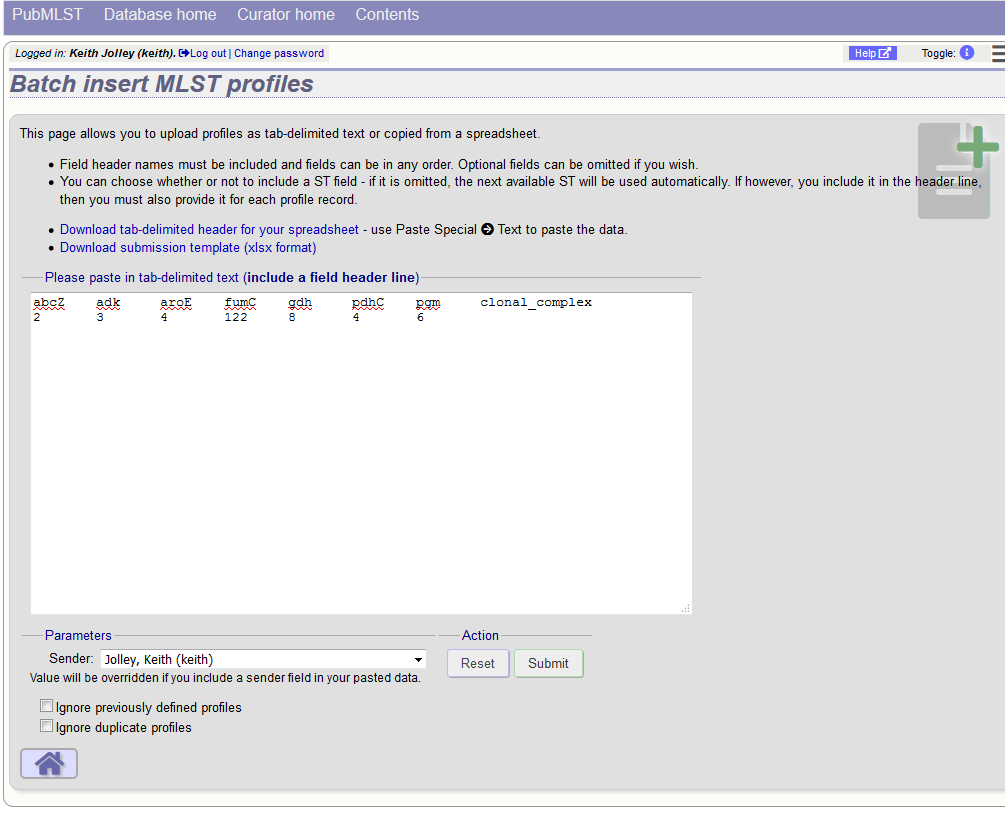 PubMLST Database home Curator home Contents
Logged in: Keith Jolley (keith). Log out | Change password Help Toggle:
Batch insert MLST profiles
This page allows you to upload profiles as tab-delimited text or copied from a spreadsheet.
Field header names must be included and fields can be in any order. Optional fields can be omitted if you wish.
You can choose whether or not to include a ST field - if it is omitted, the next available ST will be used automatically. If however, you include it in the header line,
then you must also provide it for each profile record.
Download tab-delimited header for your spreadsheet - use Paste Special Text to paste the data.
Download submission template (xlsx format)
Please paste in tab-delimited text (include a field header line)
abcZ adk aroE fumC gdh pdhC pgm clonal_complex
2 3 4 122 8 4 6
Parameters Action
Sender: Jolley, Keith (keith) Reset Submit
Value will be overridden if you include a sender field in your pasted data.
Ignore previously defined profiles
Ignore duplicate profiles